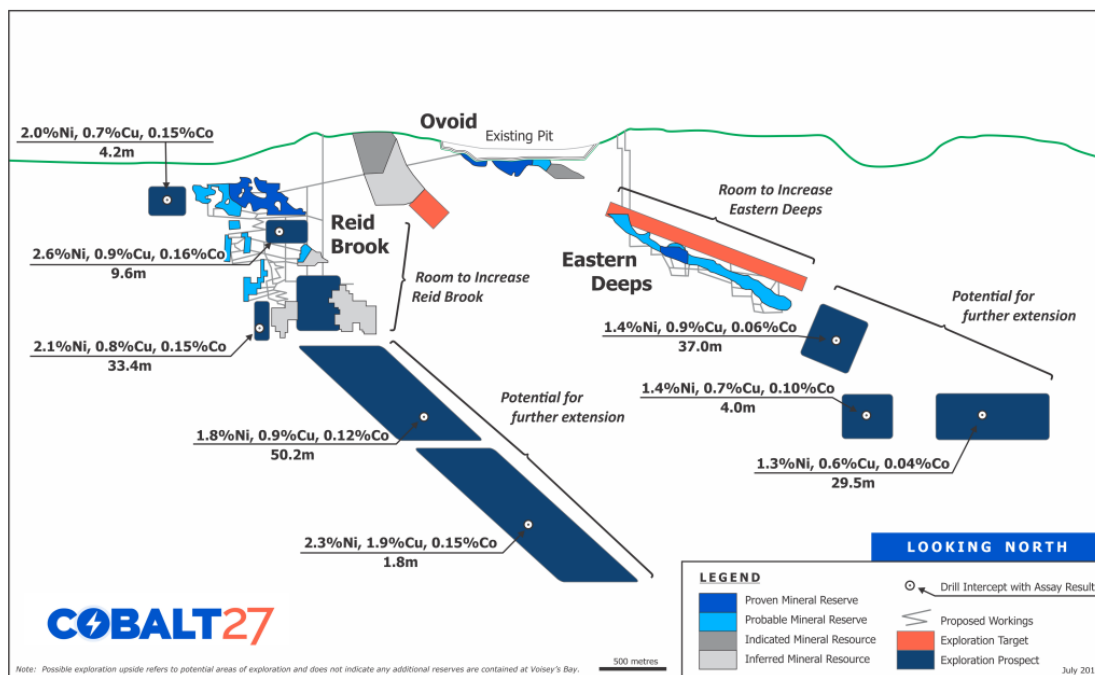 2.0%Ni, 0.7%Cu, 0.15%Co
4.2m
Ovoid
Existing Pit
Reid
Brook
2.6%Ni, 0.9%Cu, 0.16%Co
9.6m
Room to Increase
Reid Brook
2.1%Ni, 0.8%Cu, 0.15%Co
33.4m
Room to Increase
Eastern Deeps
Eastern
Deeps
Potential for
further extension
1.4%Ni, 0.9%Cu, 0.06%Co
37.0m
1.4%Ni, 0.7%Cu, 0.10%Co
4.0m
1.3%Ni, 0.6%Cu, 0.04%Co
29.5m
Potential for
further extension
1.8%Ni, 0.9%Cu, 0.12%Co
50.2m
2.3%Ni, 1.9%Cu, 0.15%Co
1.8m
LOOKING NORTH
LEGEND
Proven Mineral Reserve
Probable Mineral Reserve
Indicated Mineral Resource
Inferred Mineral Resource
Drill Intercept with Assay Result
Proposed Workings
Exploration Target
Exploration Prospect
COBALT27
Note: Possible exploration upside refers to potential areas of exploration and does not indicate any additional reserves are contained at Voisey's Bay.
500 metres
July 201